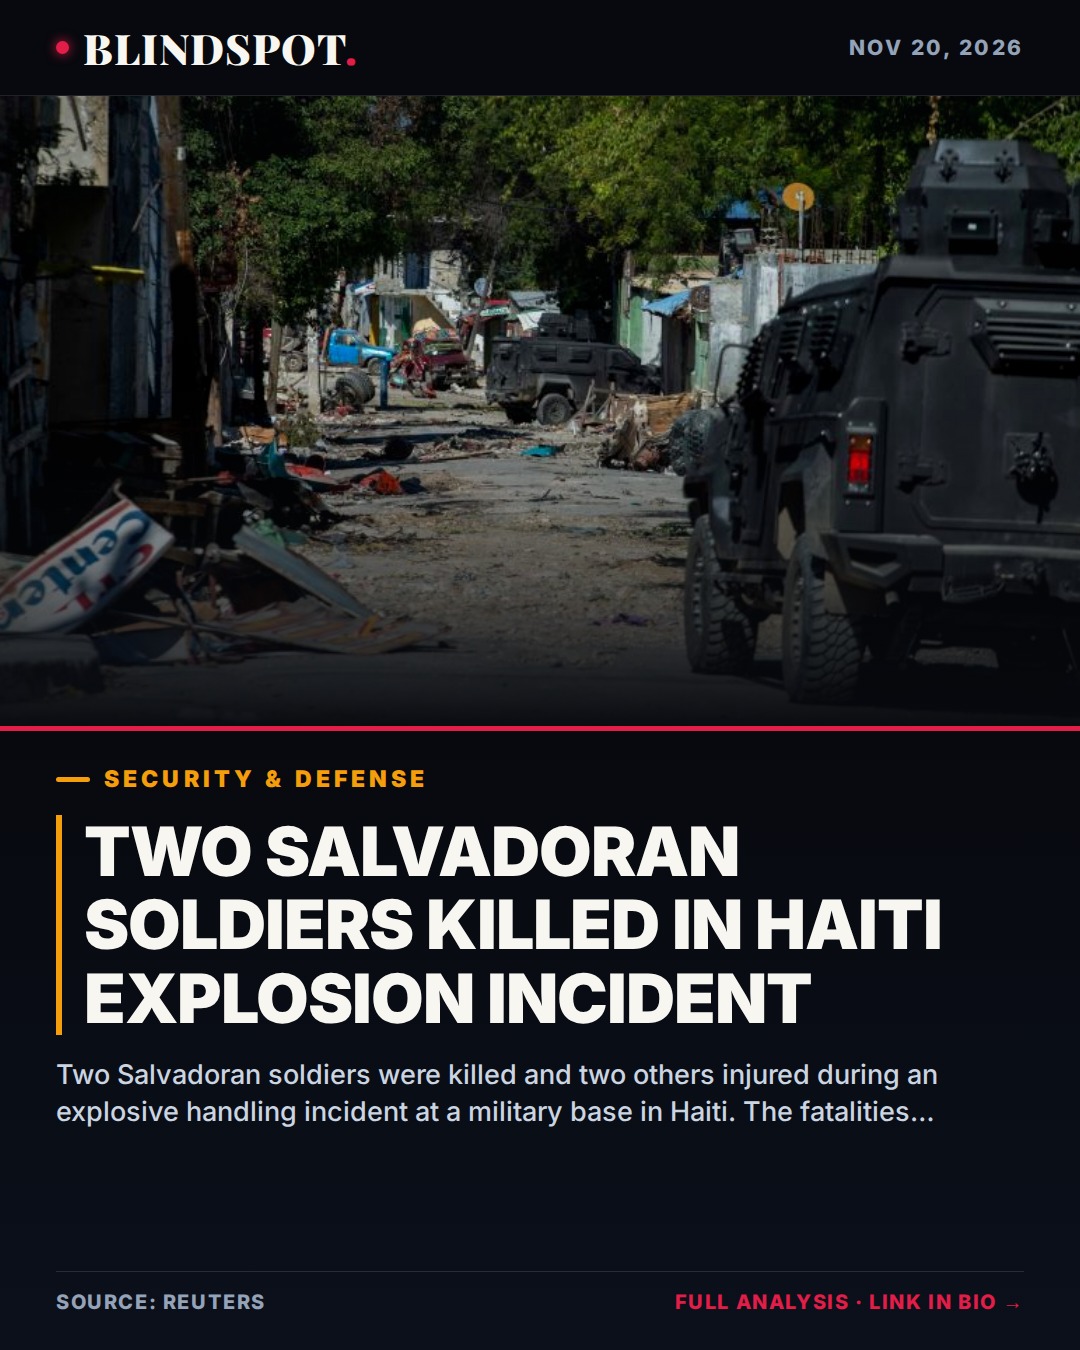 BLINDSPOT.
NOV 20, 2026
enter
SECURITY & DEFENSE
TWO SALVADORAN
SOLDIERS KILLED IN HAITI
EXPLOSION INCIDENT
Two Salvadoran soldiers were killed and two others injured during an
explosive handling incident at a military base in Haiti. The fatalities...
SOURCE: REUTERS
FULL ANALYSIS · LINK IN BIO →